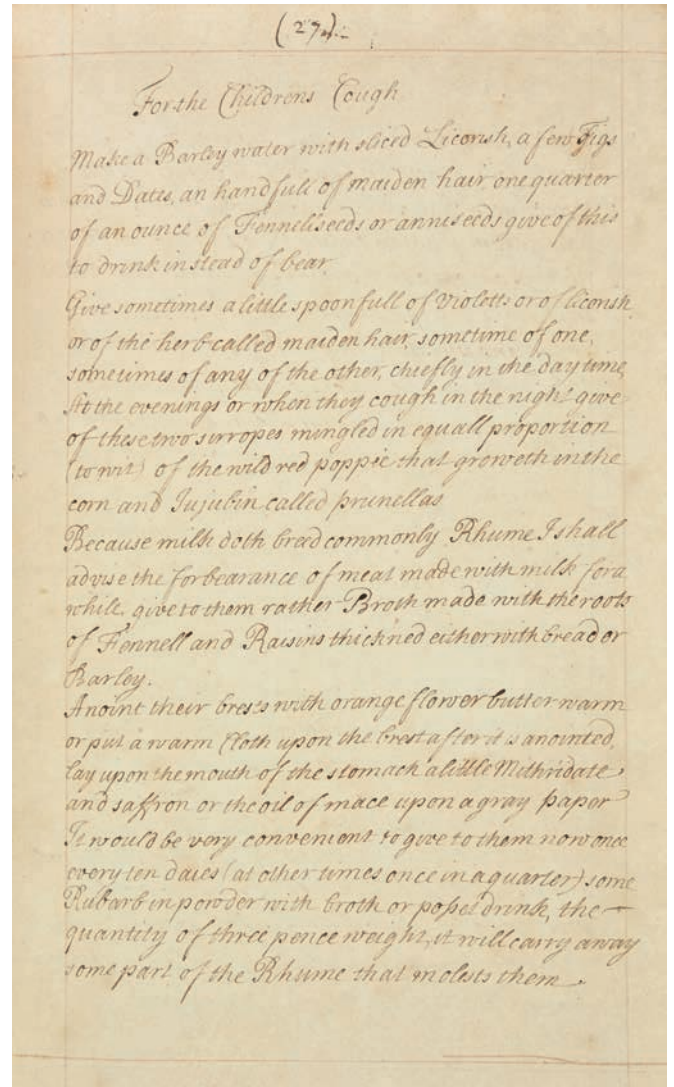 (27)
For the Childrens Cough
Make a Barley water with sliced Licorish, a few Figs
and Dates, an handfull of maiden hair one quarter
of an ounce of Fennellseeds or anniseeds give of this
to drink instead of bear.
Give sometimes a little spoonfull of violetts or of licorish
or of the herb called maiden hair, sometime of one,
sometimes of any of the other, chiefly in the day time,
At the evenings or when they cough in the night give
of these two sirropes mingled in equall proportion
(to wit) of the wild red poppie that groweth in the
corn and Jujubin called prunellas
Because milk doth breed commonly Rhume I shall
advise the forbearance of meat made with milk for a
while, give to them rather Broth made with the roots
of Fennell and Raisins thickned either with bread or
Barley.
Anoint their brests with orange flower butter warm
or put a warm Cloth upon the brest after it is anointed,
lay upon the mouth of the stomack a little Mithridate
and saffron or the oil of mace upon a gray paper
It would be very convenient to give to them now once
every ten daies (at other times once in a quarter) some
Rubarb in powder with broth or posset drink, the
quantity of three pence weight, it will carry away
some part of the Rhume that molests them.